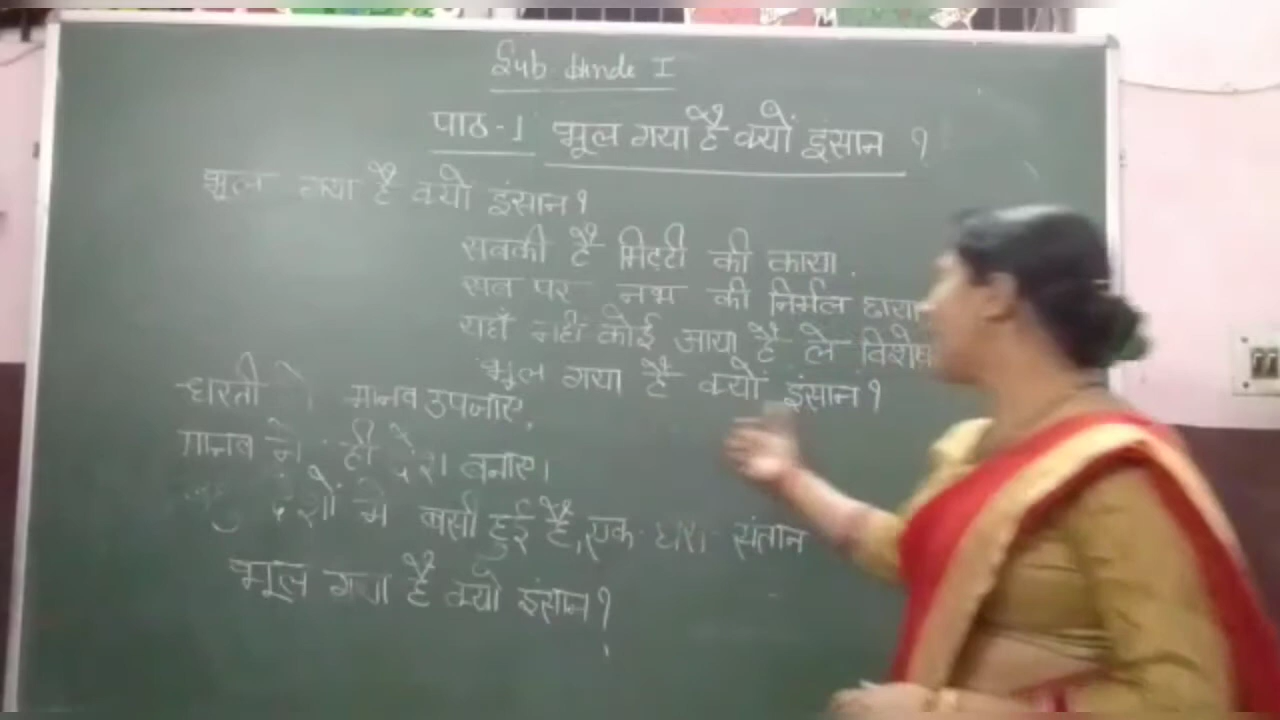 Sub Hinde I
पाठ-1 भूल गया है क्यों इंसान ?
भूल गया है क्यो इंसान ?
सबकी है मिट्टी की काया .
सब पर नभ की निर्मल छाया
यहाँ नही कोई आया है ले विशेष
भूल गया है क्यों इंसान ?
धरती ने मानव उपजाए,
मानव ने ही देश बनाए।
देशों मे बसी हुई है, एक धरा संतान
भूल गया है क्यो इंसान ?